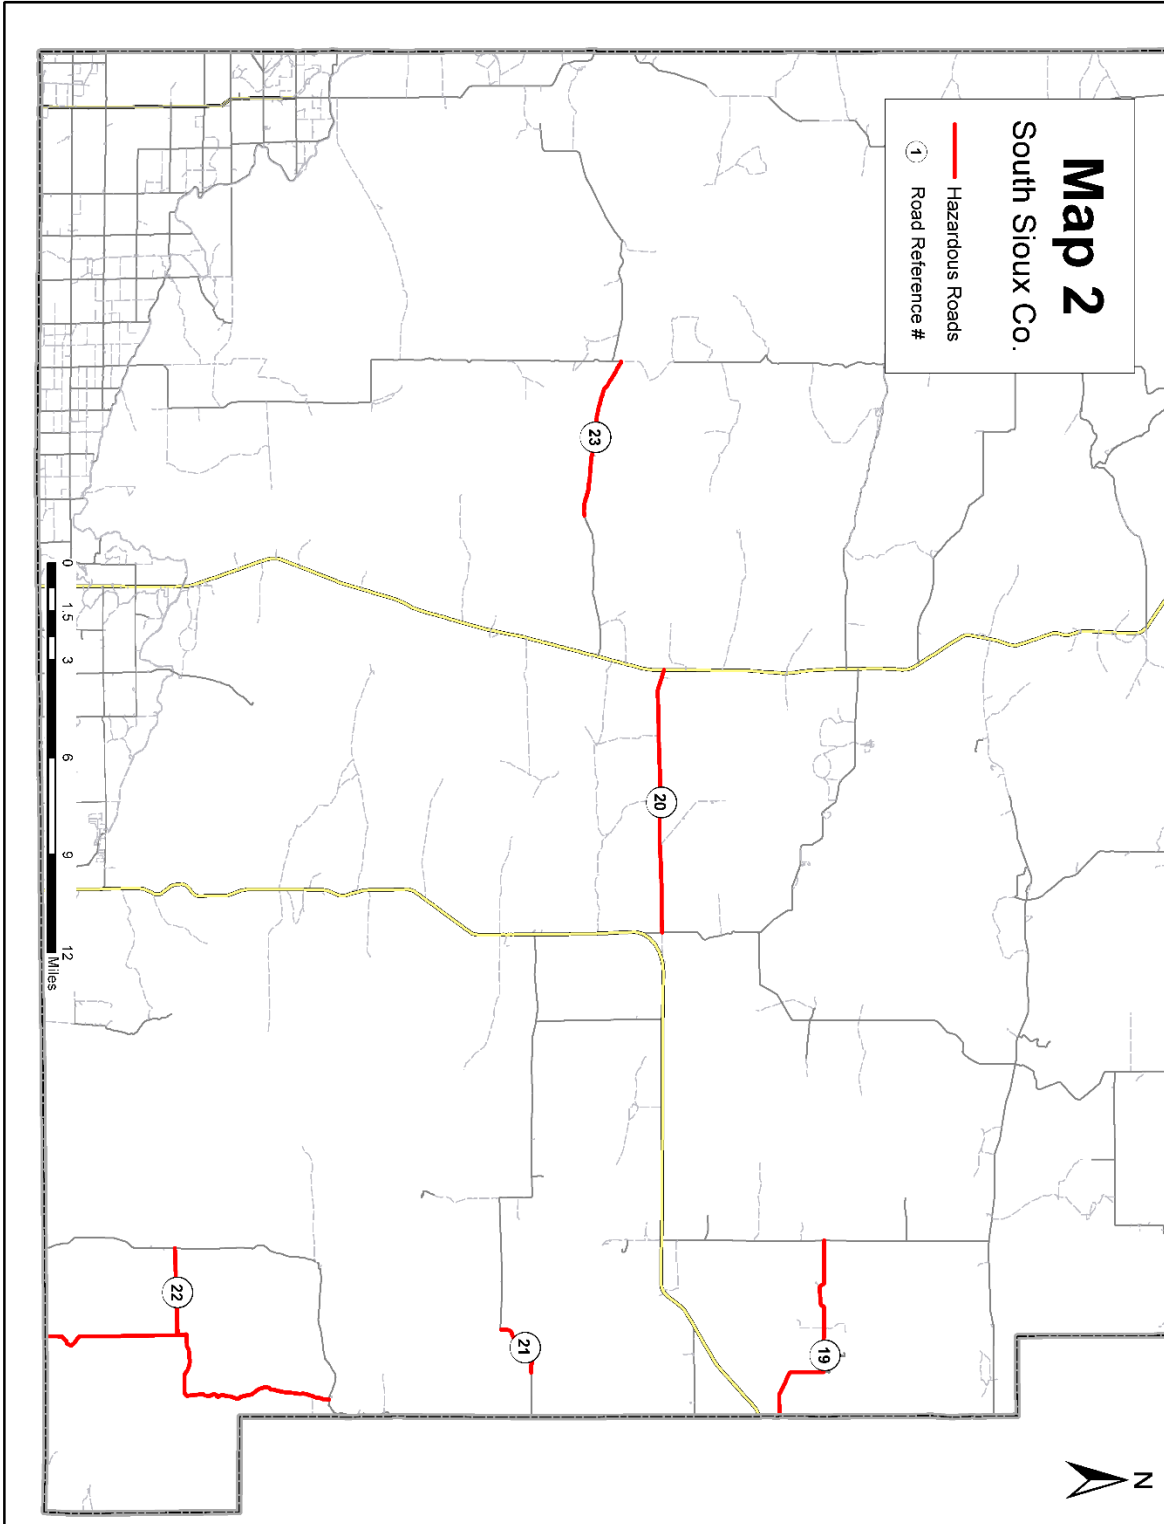 Map 2
South Sioux Co.
Hazardous Roads
1 Road Reference #
N
23
20
19
21
22
0 1.5 3 6 9 12
Miles